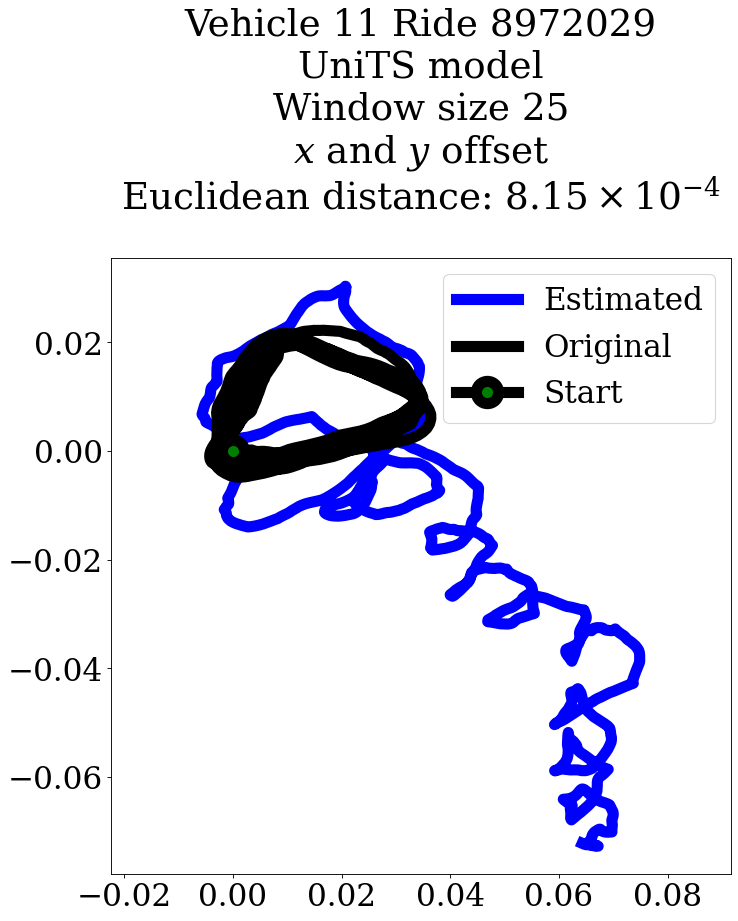 Vehicle 11 Ride 8972029
UniTS model
Window size 25
x and y offset
Euclidean distance: 8.15 × 10⁻⁴
Estimated
Original
Start
0.02
0.00
−0.02
−0.04
−0.06
−0.02 0.00 0.02 0.04 0.06 0.08